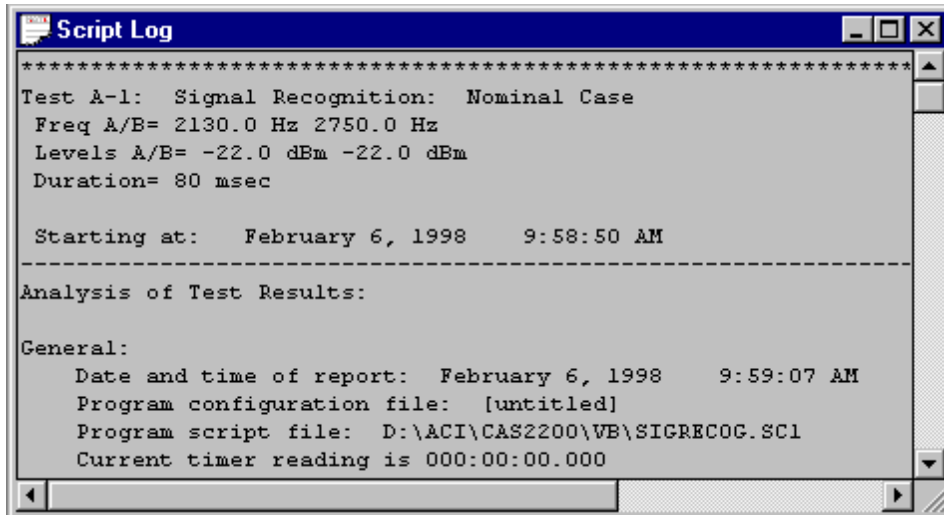 Script Log
*****************************************************************
Test A-1:  Signal Recognition:  Nominal Case
Freq A/B= 2130.0 Hz 2750.0 Hz
Levels A/B= -22.0 dBm -22.0 dBm
Duration= 80 msec
Starting at:   February 6, 1998    9:58:50 AM
-----------------------------------------------------------------
Analysis of Test Results:
General:
Date and time of report:  February 6, 1998    9:59:07 AM
Program configuration file:  [untitled]
Program script file:  D:\ACI\CAS2200\VB\SIGRECOG.SC1
Current timer reading is 000:00:00.000